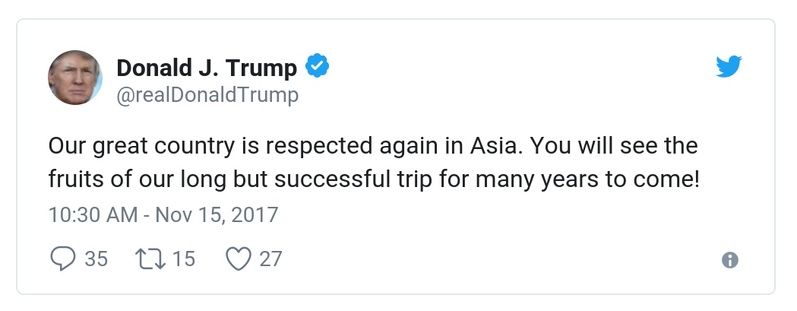 Donald J. Trump
@realDonaldTrump
Our great country is respected again in Asia. You will see the
fruits of our long but successful trip for many years to come!
10:30 AM - Nov 15, 2017
35 15 27